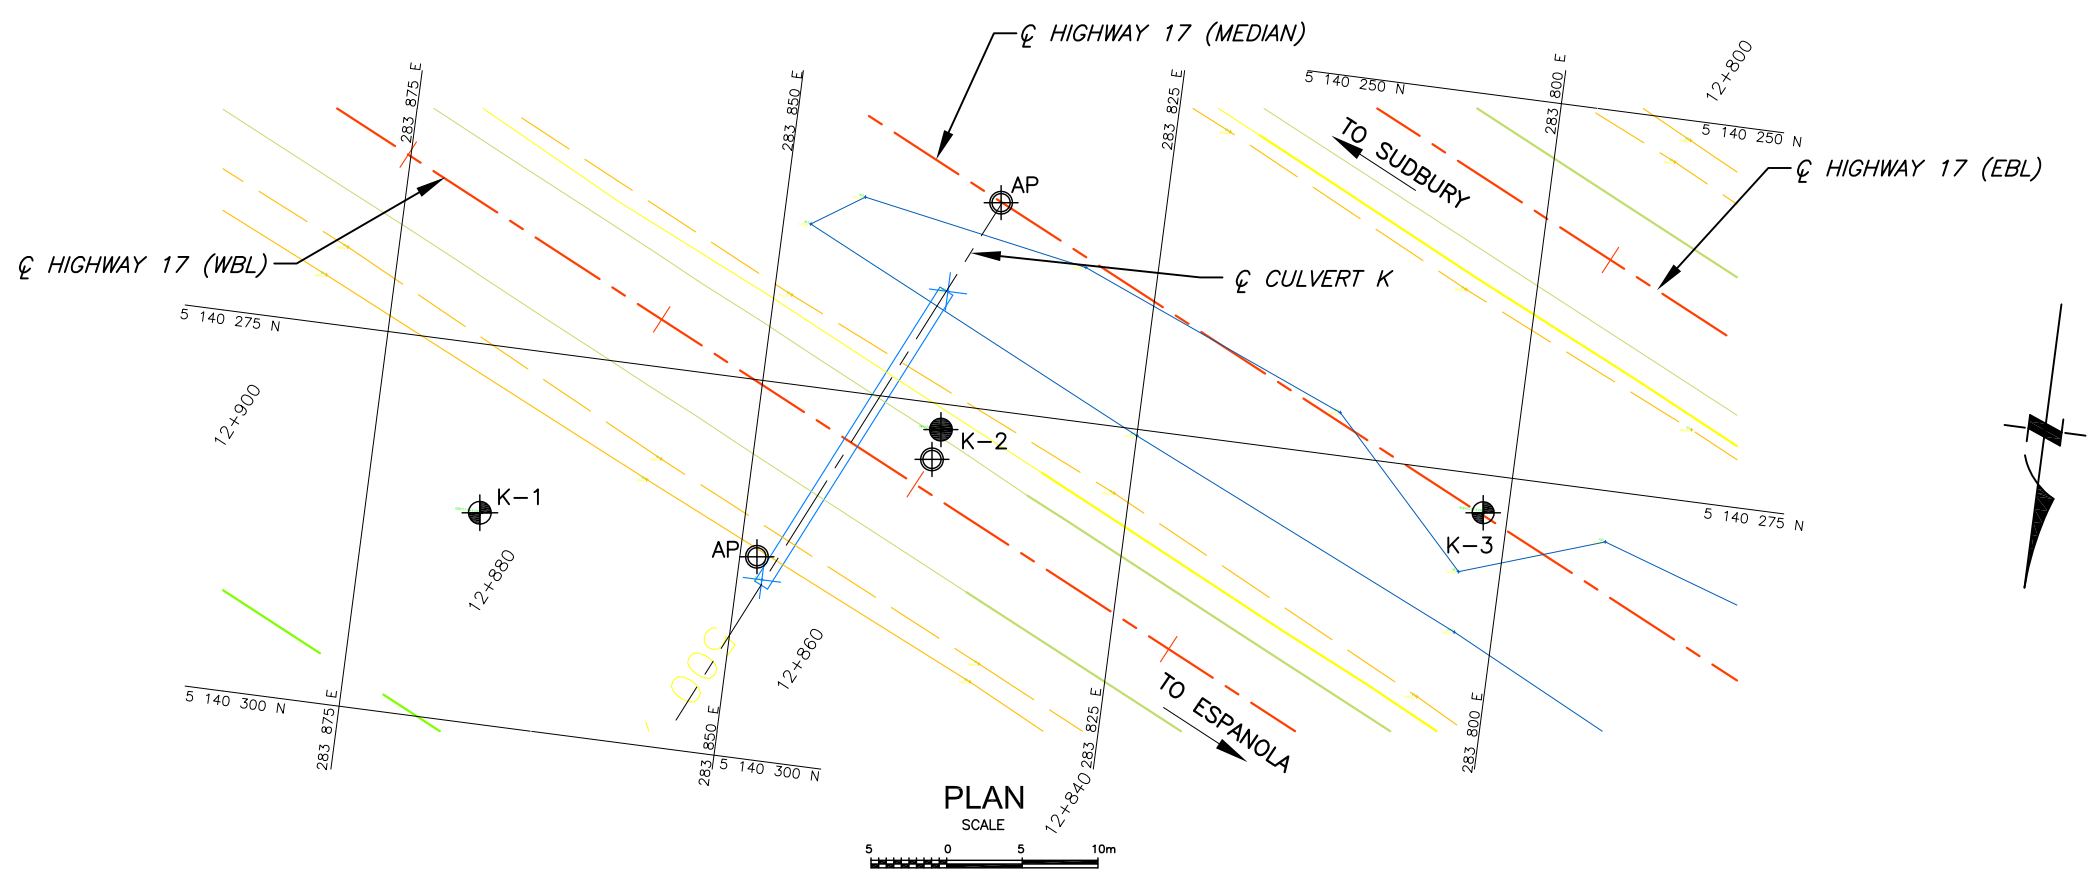 ℄ HIGHWAY 17 (MEDIAN)
12+800
283 875 E
283 850 E
283 825 E
283 800 E
5 140 250 N
5 140 250 N
TO SUDBURY
℄ HIGHWAY 17 (EBL)
AP
℄ HIGHWAY 17 (WBL)
℄ CULVERT K
5 140 275 N
12+900
K-2
K-1
5 140 275 N
K-3
AP
12+880
12+860
TO ESPANOLA
5 140 300 N
283 875 E
283 850 E
283 825 E
283 800 E
5 140 300 N
12+840
PLAN
SCALE
5 0 5 10m